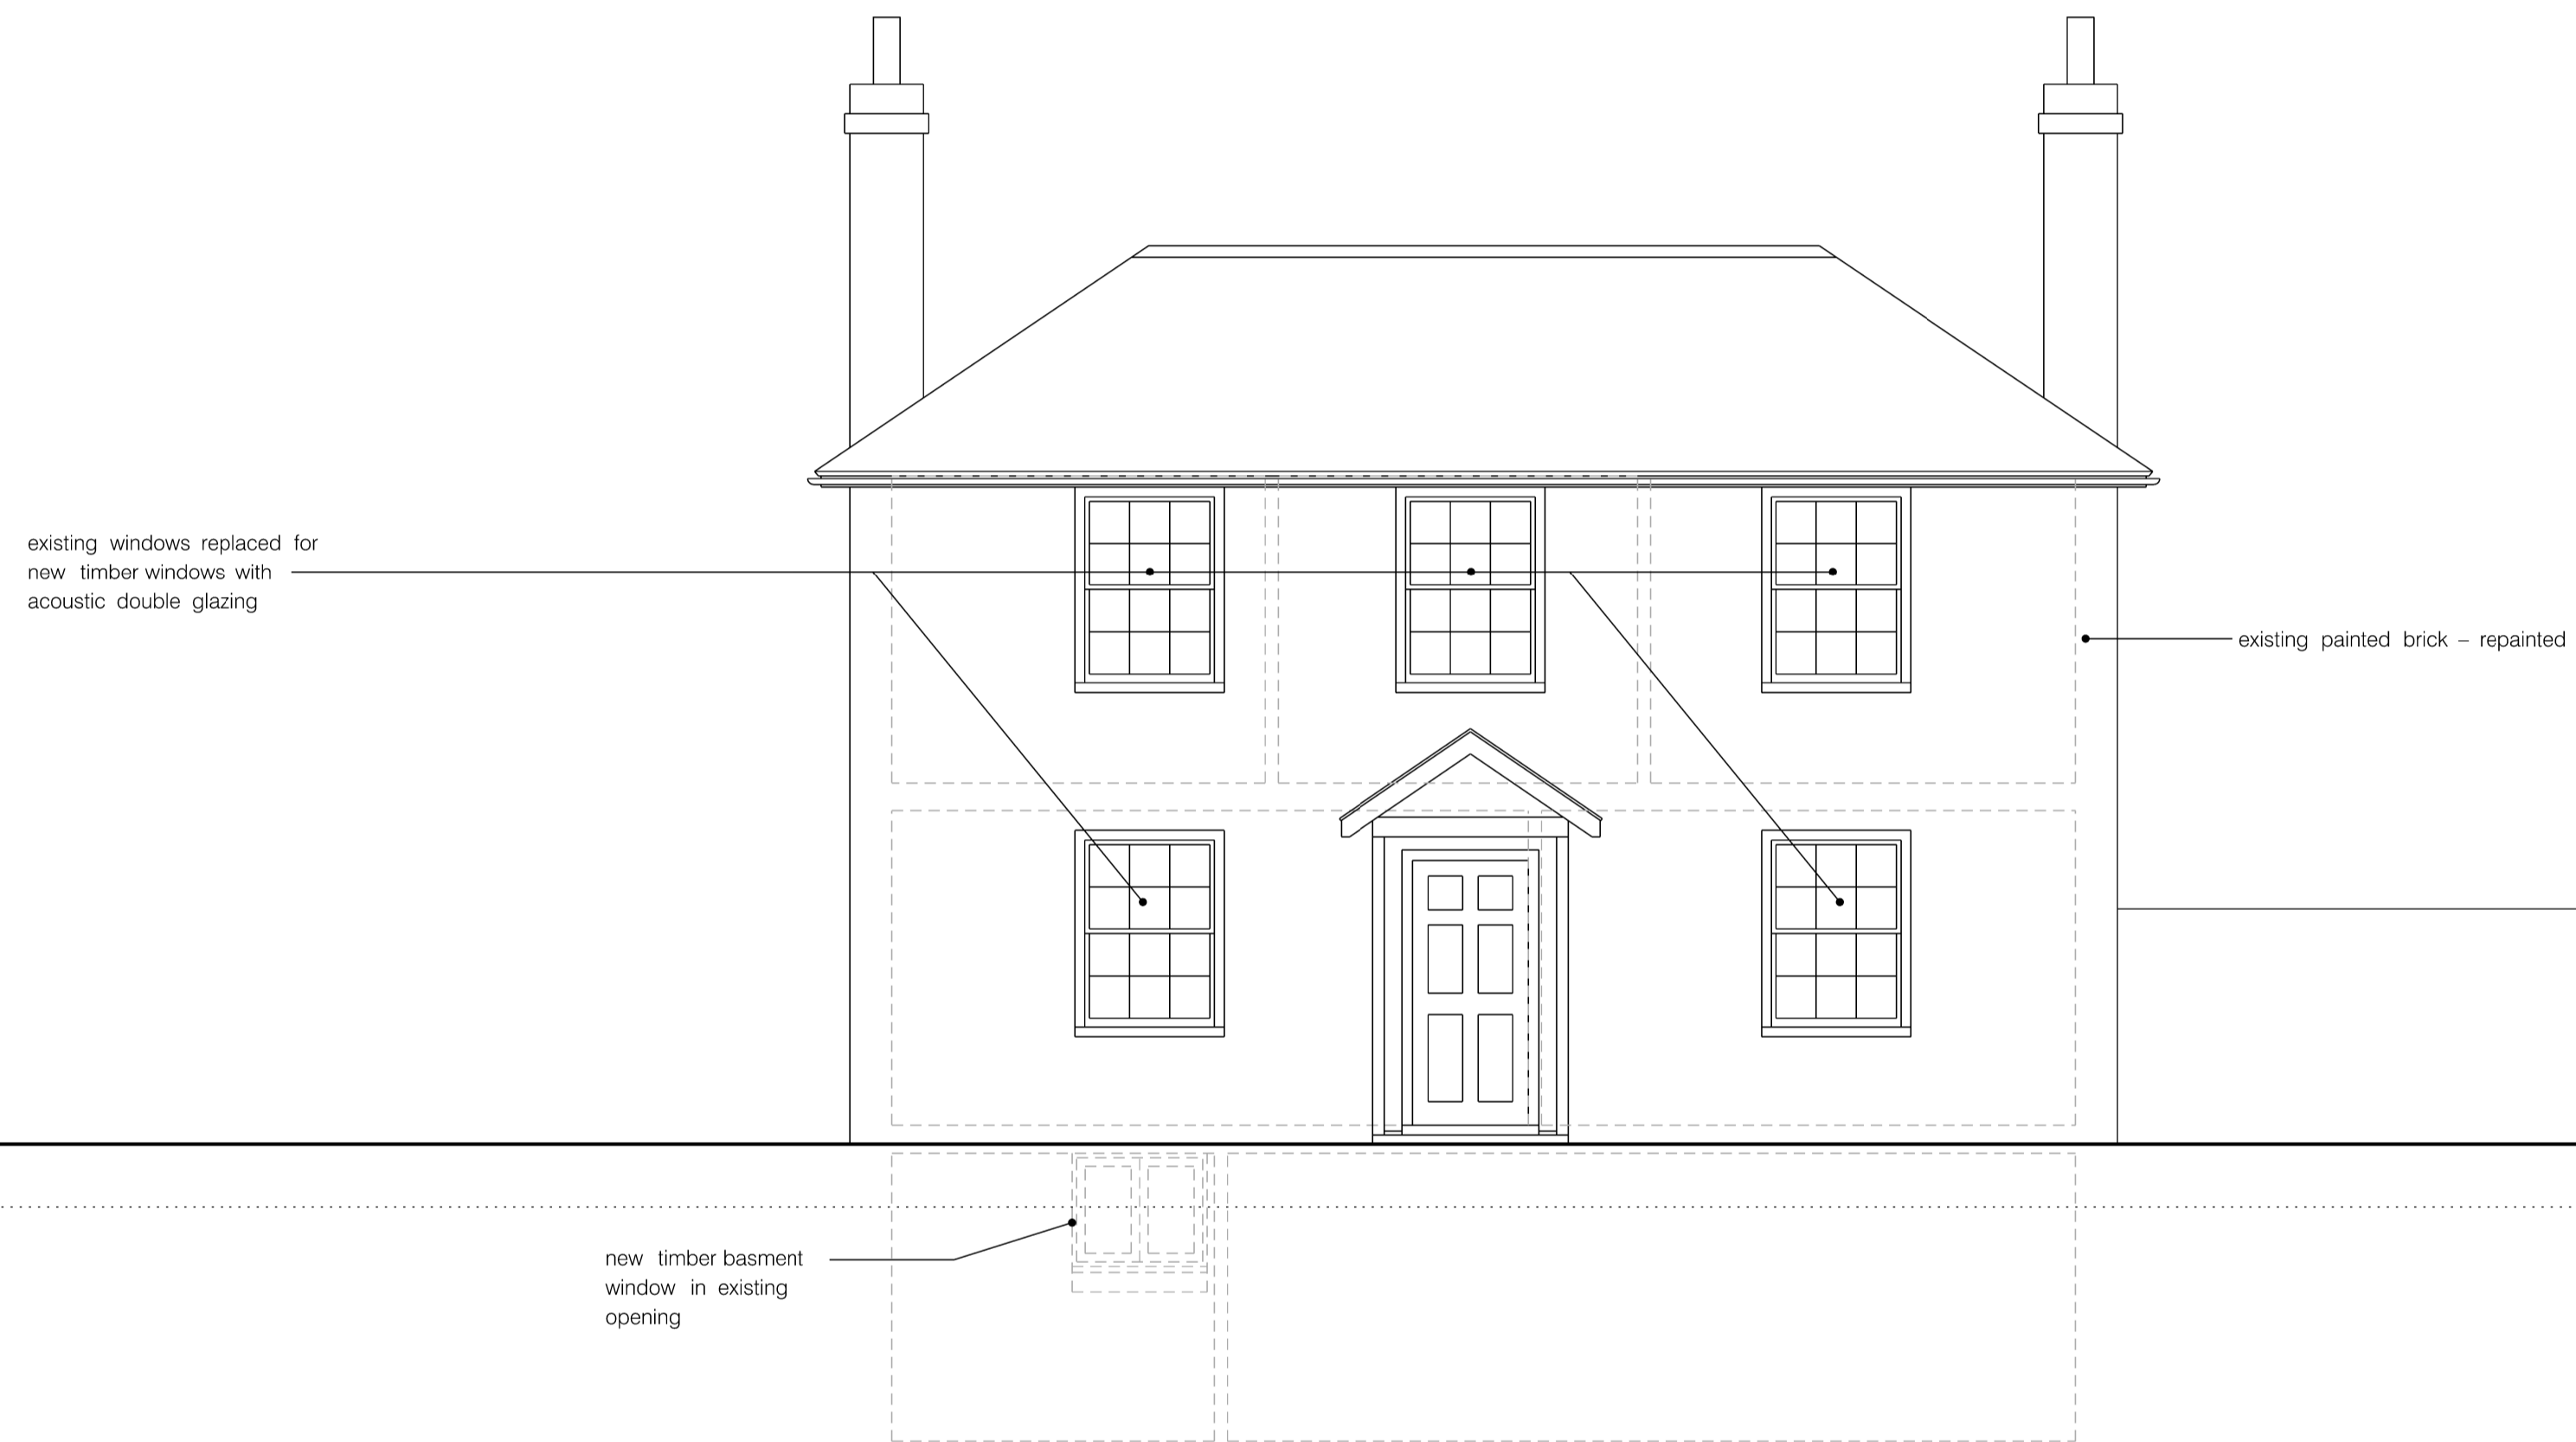 existing windows replaced for
new timber windows with
acoustic double glazing
existing painted brick – repainted
new timber basment
window in existing
opening